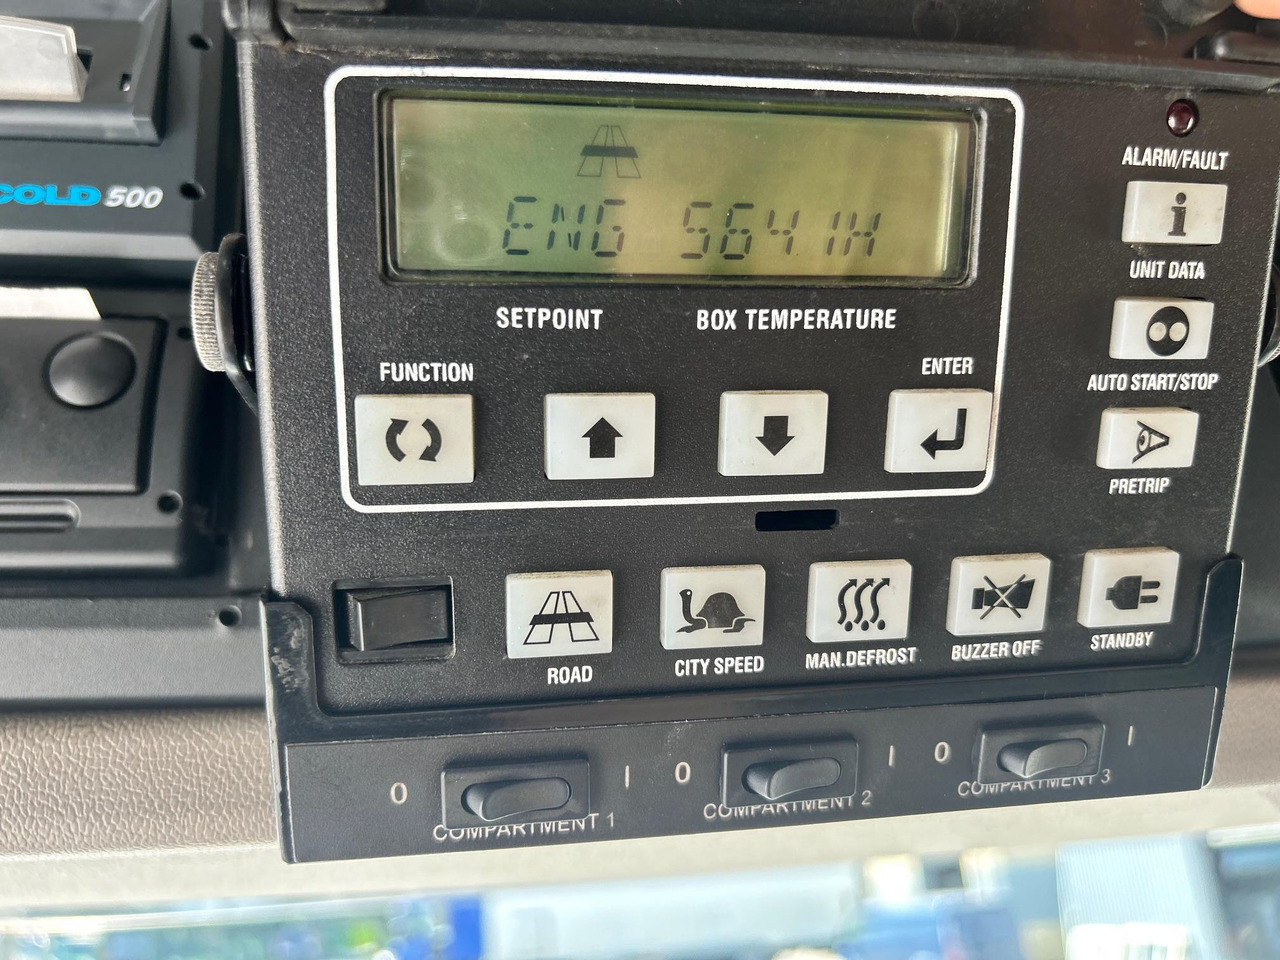 COLD 500
ENG 5641H
SETPOINT BOX TEMPERATURE
ALARM/FAULT
i
UNIT DATA
AUTO START/STOP
PRETRIP
FUNCTION
ENTER
ROAD
CITY SPEED
MAN.DEFROST
BUZZER OFF
STANDBY
0 I
COMPARTMENT 1
0 I
COMPARTMENT 2
0 I
COMPARTMENT 3